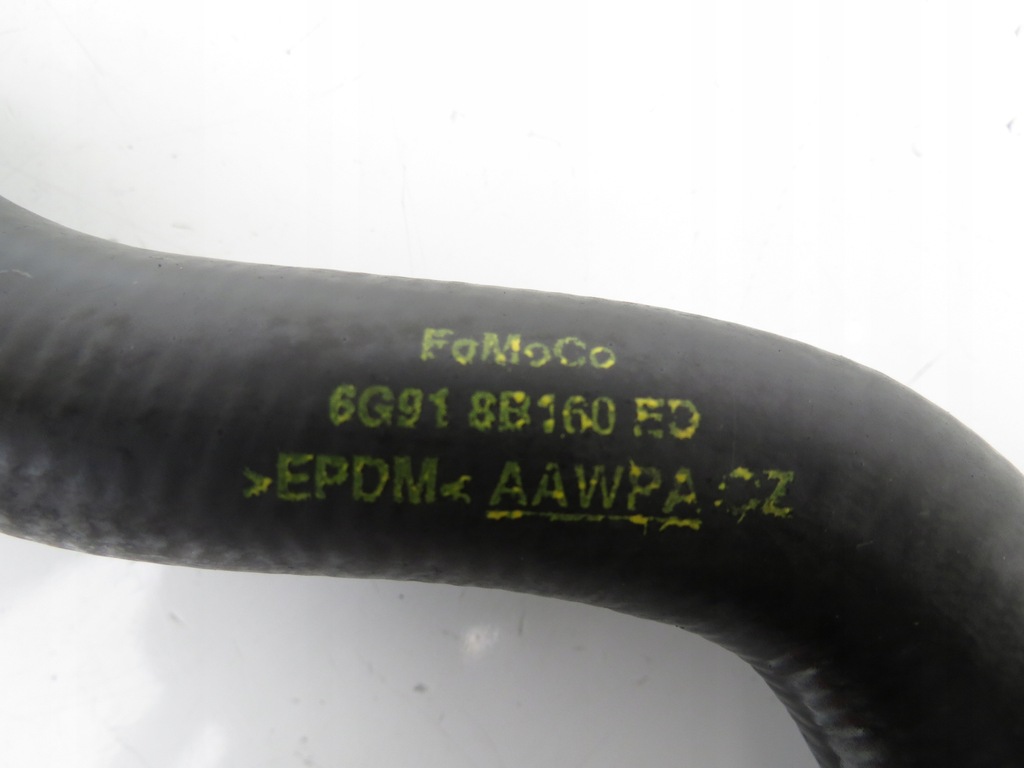 FoMoCo
6G91 8B160 ED
>EPDM< AAWPA CZ